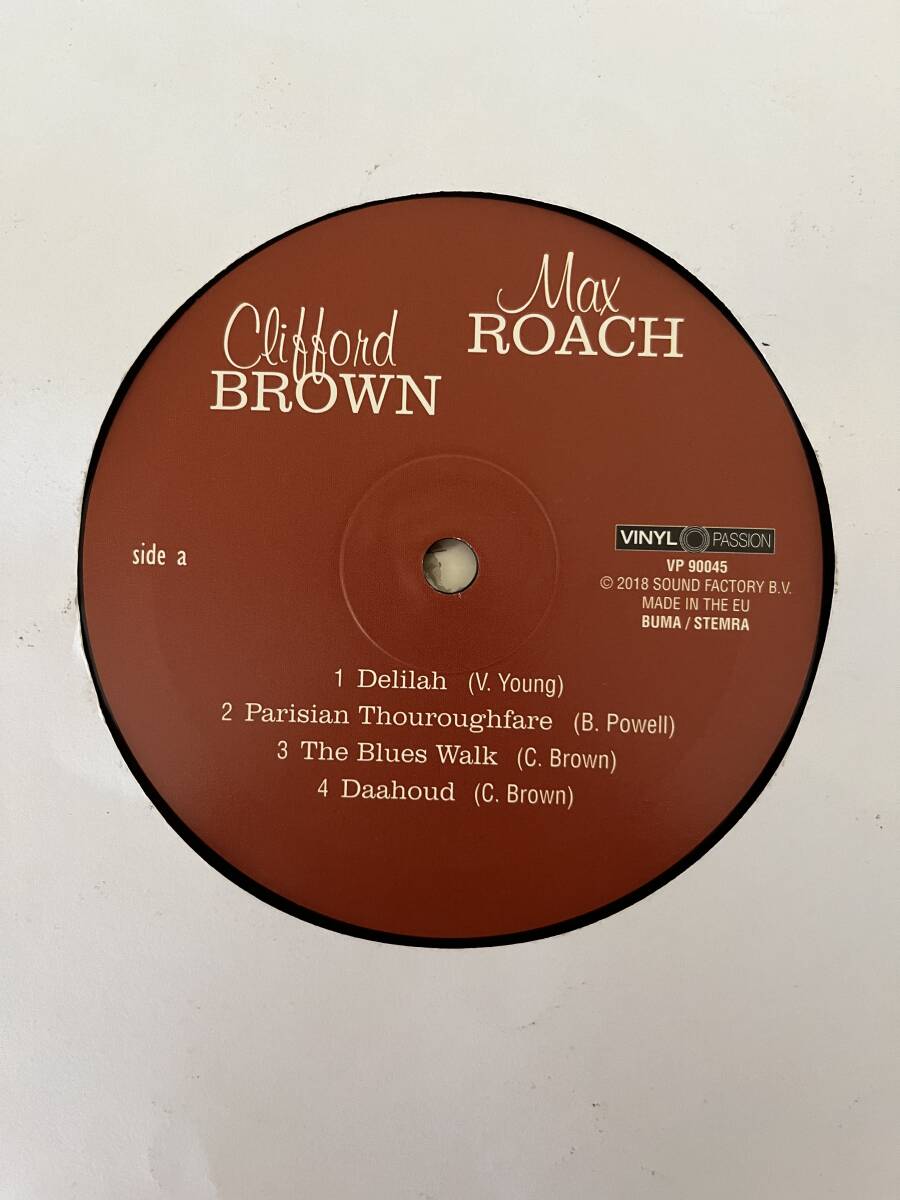 Clifford
BROWN
Max
ROACH
side a
VINYL PASSION
VP 90045
© 2018 SOUND FACTORY B.V.
MADE IN THE EU
BUMA / STEMRA
1 Delilah (V. Young)
2 Parisian Thouroughfare (B. Powell)
3 The Blues Walk (C. Brown)
4 Daahoud (C. Brown)